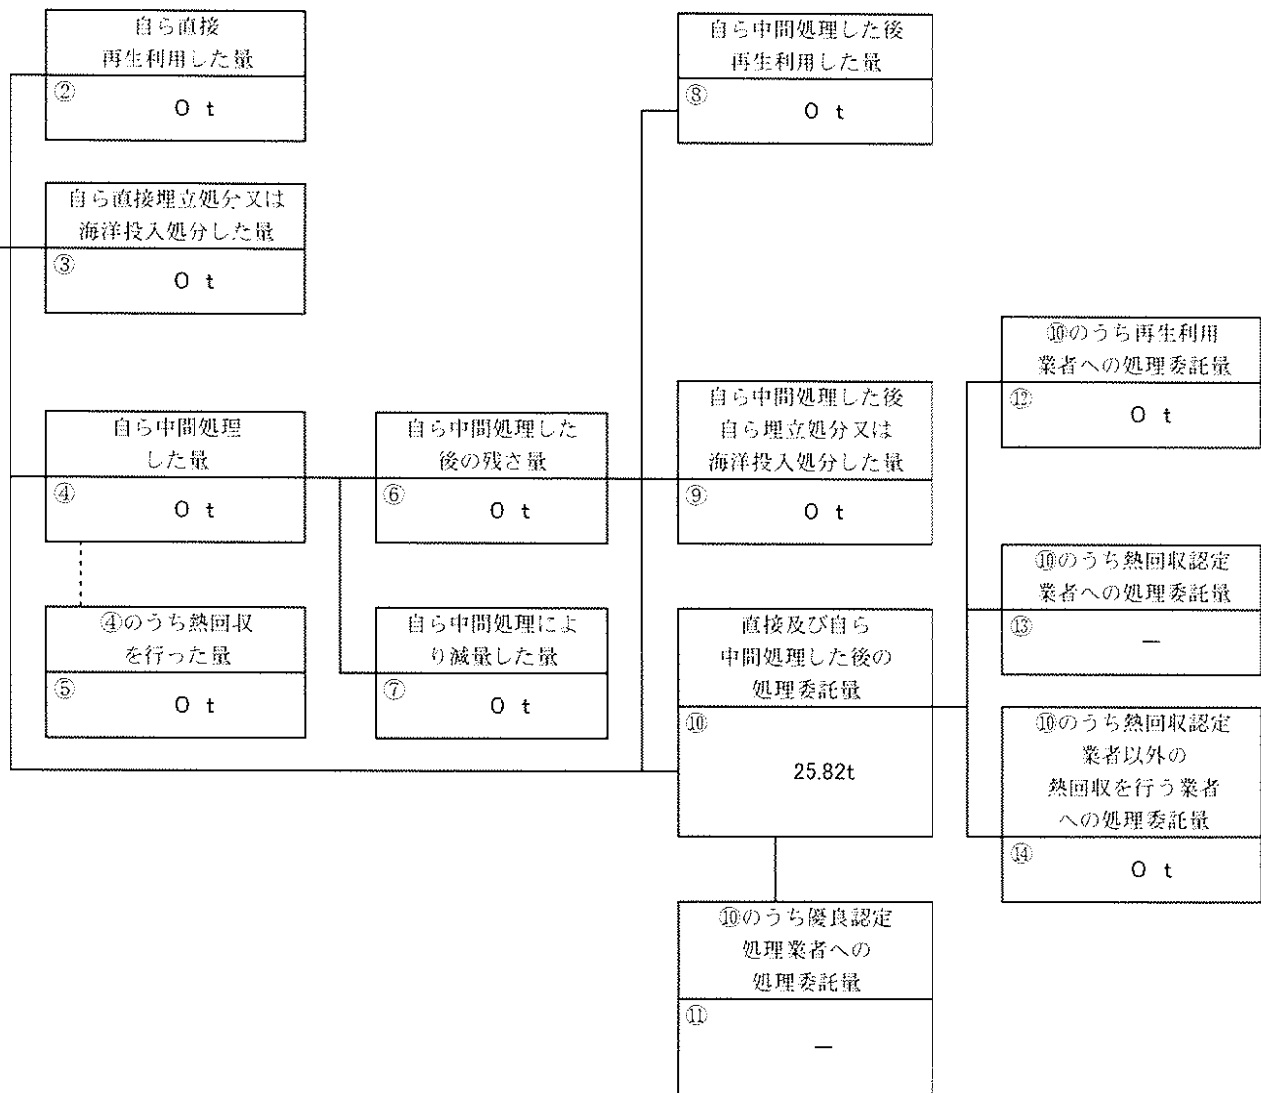 自ら直接
再生利用した量
②
0 t
自ら中間処理した後
再生利用した量
⑧
0 t
自ら直接埋立処分又は
海洋投入処分した量
③
0 t
⑩のうち再生利用
業者への処理委託量
⑫
0 t
自ら中間処理
した量
④
0 t
自ら中間処理した
後の残さ量
⑥
0 t
自ら中間処理した後
自ら埋立処分又は
海洋投入処分した量
⑨
0 t
⑩のうち熱回収認定
業者への処理委託量
⑬
－
④のうち熱回収
を行った量
⑤
0 t
自ら中間処理によ
り減量した量
⑦
0 t
直接及び自ら
中間処理した後の
処理委託量
⑩
25.82t
⑩のうち熱回収認定
業者以外の
熱回収を行う業者
への処理委託量
⑭
0 t
⑩のうち優良認定
処理業者への
処理委託量
⑪
－